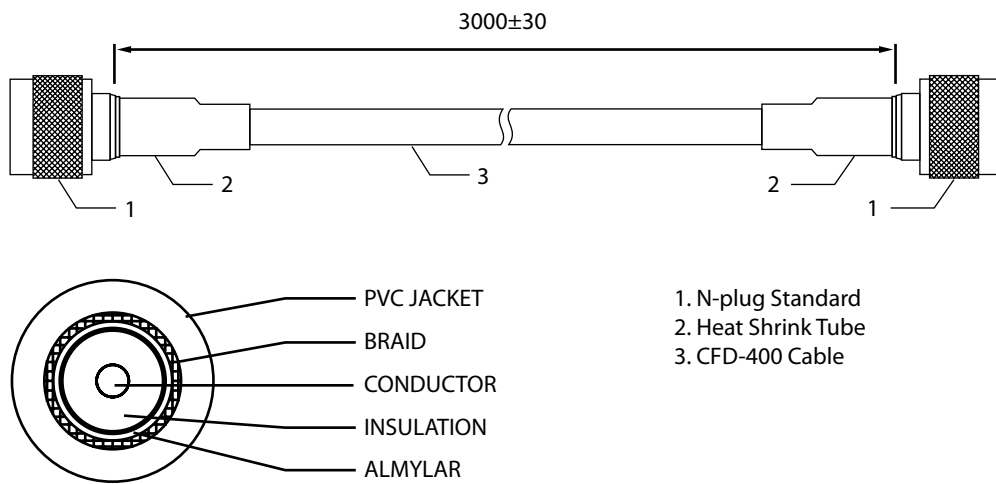 3000±30
2
3
2
1
1
PVC JACKET
BRAID
CONDUCTOR
INSULATION
ALMYLAR
1. N-plug Standard
2. Heat Shrink Tube
3. CFD-400 Cable